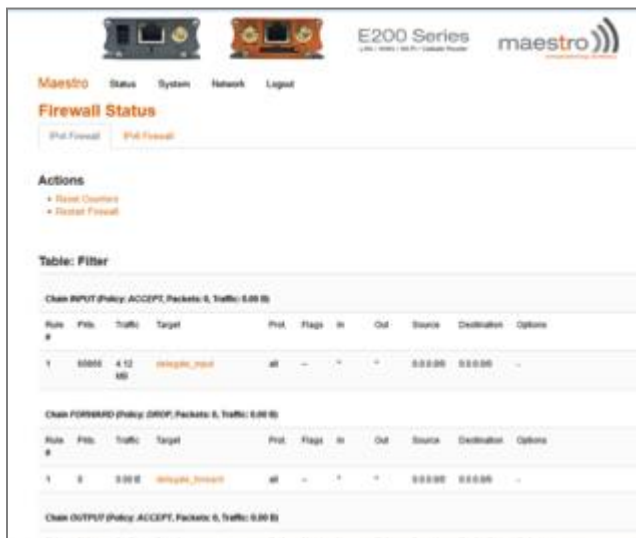 E200 Series
maestro
Maestro Status System Network Logout
Firewall Status
IPv4 Firewall IPv6 Firewall
Actions
Reset Counters
Restart Firewall
Table: Filter
Chain INPUT (Policy: ACCEPT, Packets: 0, Traffic: 0.00 B)
Rule # Pkts. Traffic Target Prot. Flags In Out Source Destination Options
1 4.12 MB delegate_input all -- * * 0.0.0.0/0 0.0.0.0/0 -
Chain FORWARD (Policy: DROP, Packets: 0, Traffic: 0.00 B)
Rule # Pkts. Traffic Target Prot. Flags In Out Source Destination Options
1 0 0.00 B delegate_forward all -- * * 0.0.0.0/0 0.0.0.0/0 -
Chain OUTPUT (Policy: ACCEPT, Packets: 0, Traffic: 0.00 B)